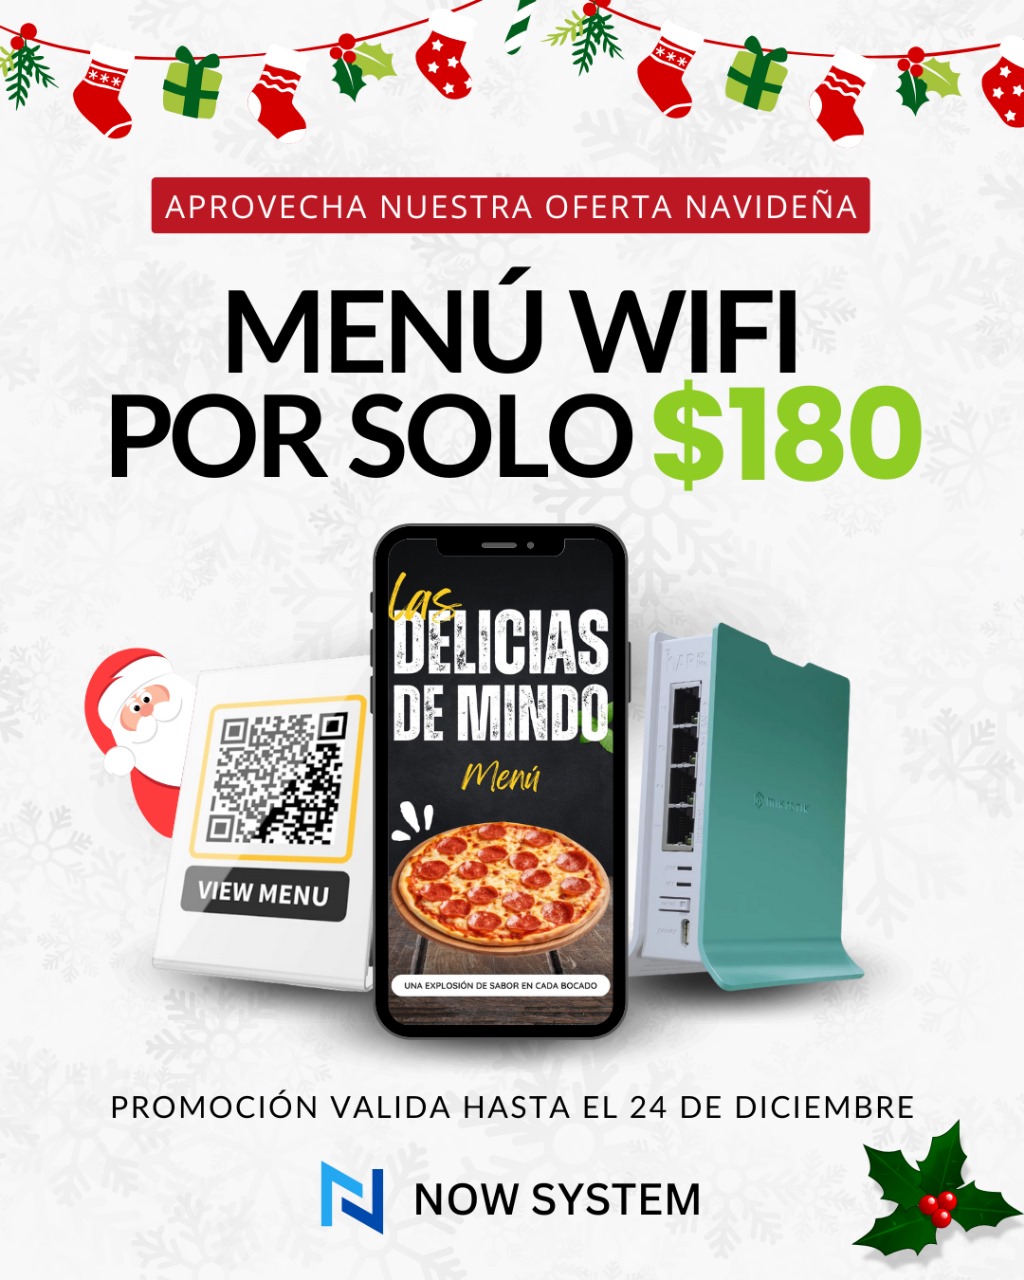 APROVECHA NUESTRA OFERTA NAVIDEÑA
MENÚ WIFI
POR SOLO $180
Las
DELICIAS
DE MINDO
Menú
VIEW MENU
UNA EXPLOSIÓN DE SABOR EN CADA BOCADO
PROMOCIÓN VALIDA HASTA EL 24 DE DICIEMBRE
NOW SYSTEM